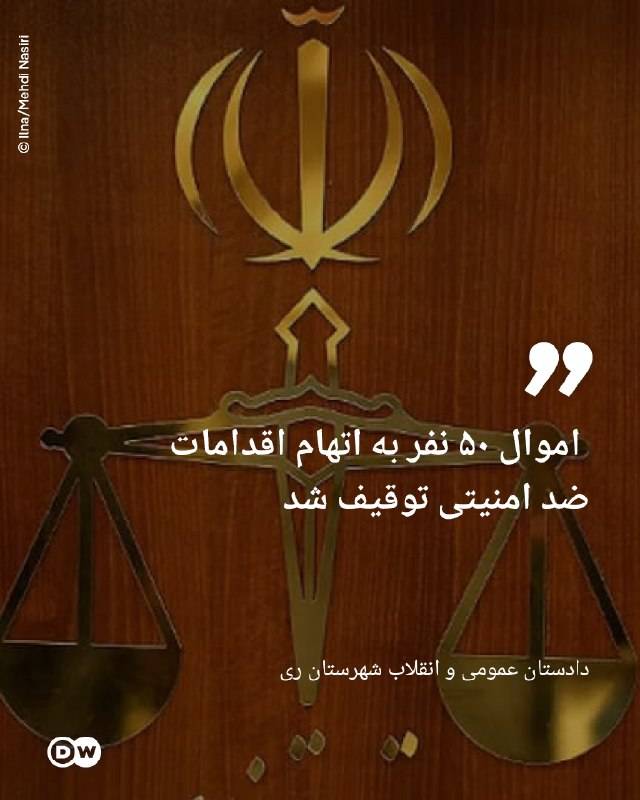 © Ilna/Mehdi Nasiri
”
اموال ۵۰ نفر به اتهام اقدامات
ضد امنیتی توقیف شد
دادستان عمومی و انقلاب شهرستان ری
DW